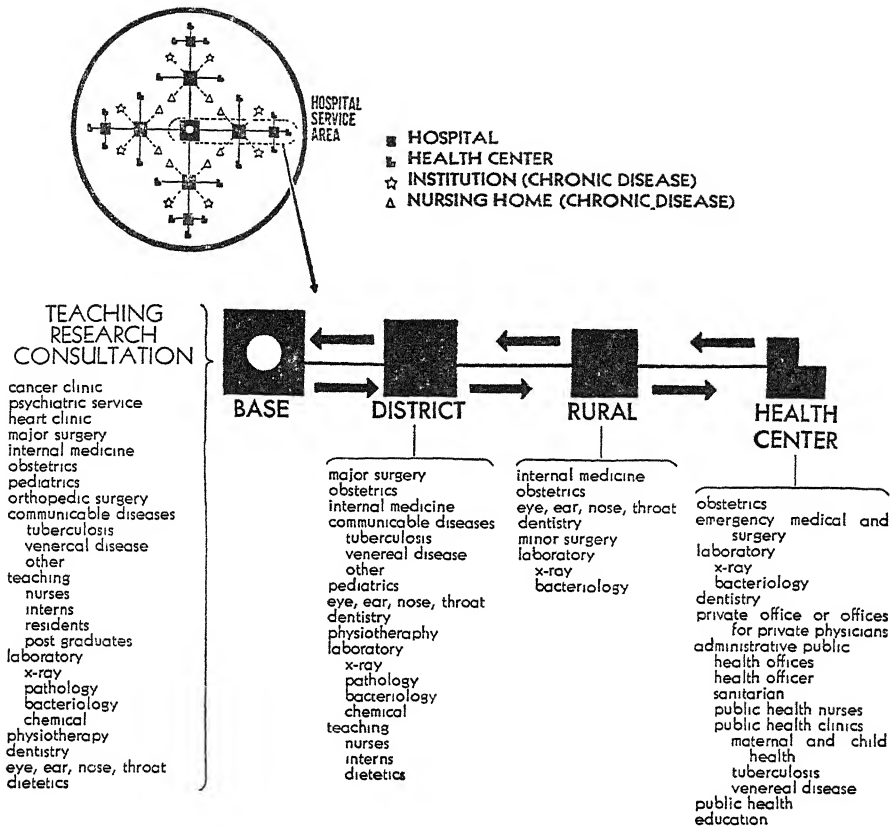 HOSPITAL
SERVICE
AREA
HOSPITAL
HEALTH CENTER
INSTITUTION (CHRONIC DISEASE)
NURSING HOME (CHRONIC DISEASE)
TEACHING
RESEARCH
CONSULTATION
cancer clinic
psychiatric service
heart clinic
major surgery
internal medicine
obstetrics
pediatrics
orthopedic surgery
communicable diseases
tuberculosis
venereal disease
other
teaching
nurses
interns
residents
post graduates
laboratory
x-ray
pathology
bacteriology
chemical
physiotherapy
dentistry
eye, ear, nose, throat
dietetics
BASE
DISTRICT
major surgery
obstetrics
internal medicine
communicable diseases
tuberculosis
venereal disease
other
pediatrics
eye, ear, nose, throat
dentistry
physiotheraphy
laboratory
x-ray
pathology
bacteriology
chemical
teaching
nurses
interns
dietetics
RURAL
internal medicine
obstetrics
eye, ear, nose, throat
dentistry
minor surgery
laboratory
x-ray
bacteriology
HEALTH
CENTER
obstetrics
emergency medical and
surgery
laboratory
x-ray
bacteriology
dentistry
private office or offices
for private physicians
administrative public
health offices
health officer
sanitarian
public health nurses
public health clinics
maternal and child
health
tuberculosis
venereal disease
public health
education